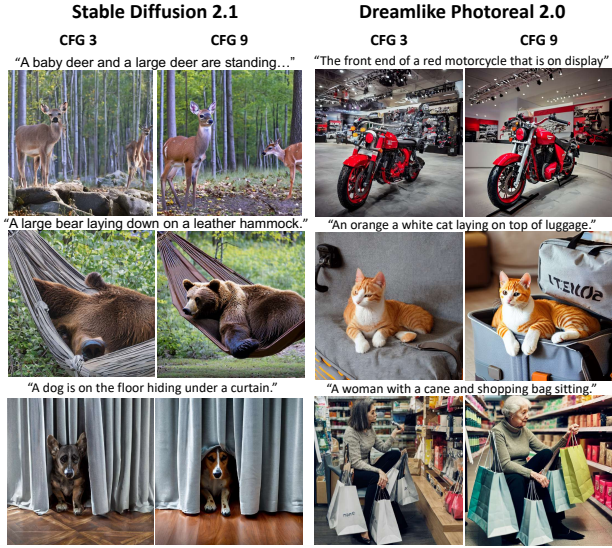 Stable Diffusion 2.1
Dreamlike Photoreal 2.0
CFG 3
CFG 9
CFG 3
CFG 9
“A baby deer and a large deer are standing…”
“The front end of a red motorcycle that is on display”
A large bear laying down on a leather hammock.”
“An orange a white cat laying on top of luggage.”
“A dog is on the floor hiding under a curtain.”
“A woman with a cane and shopping bag sitting.”